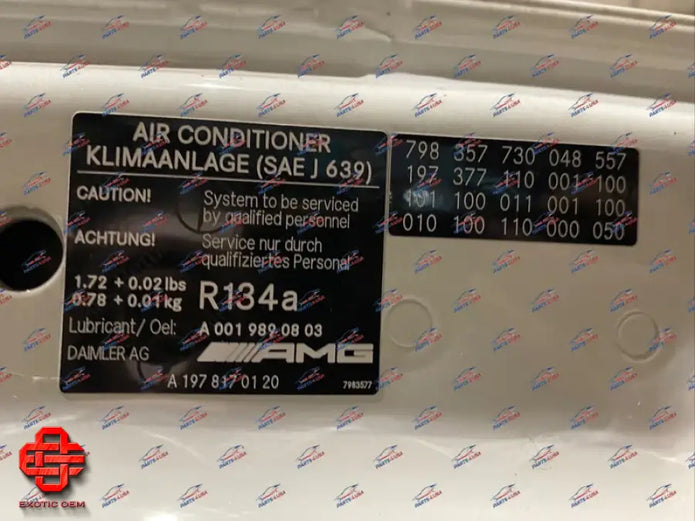 AIR CONDITIONER
KLIMAANLAGE (SAE J 639)
CAUTION! System to be serviced
by qualified personnel
ACHTUNG! Service nur durch
qualifiziertes Personal
1.72 + 0.02 lbs
0.78 + 0.01 kg R134a
Lubricant/ Oel: A 001 989 08 03
DAIMLER AG AMG
A 197 817 01 20 7983577
798 357 730 048 557
197 377 110 001 100
101 100 011 001 100
010 100 110 000 050
EXOTIC OEM
PARTS-LUSA